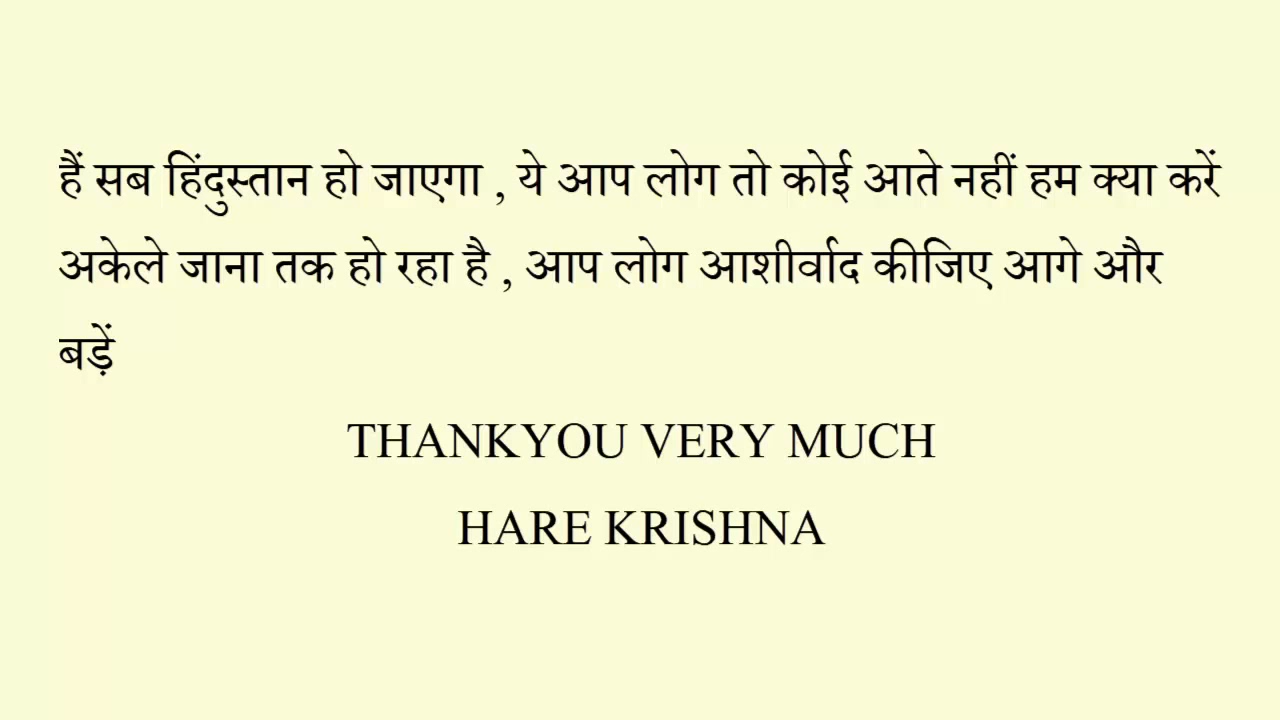 हैं सब हिंदुस्तान हो जाएगा , ये आप लोग तो कोई आते नहीं हम क्या करें
अकेले जाना तक हो रहा है , आप लोग आशीर्वाद कीजिए आगे और
बड़ें
THANKYOU VERY MUCH
HARE KRISHNA